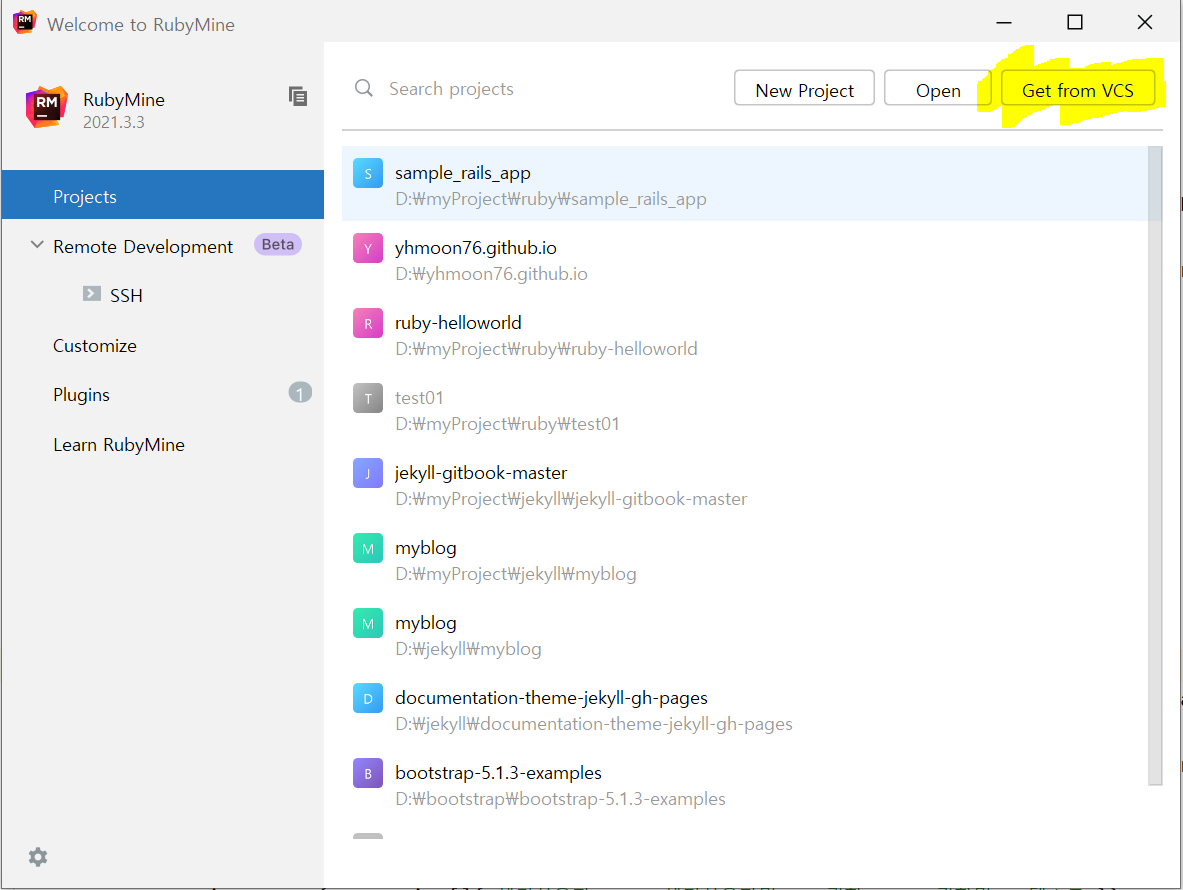 RM Welcome to RubyMine
RM RubyMine
2021.3.3
Projects
Remote Development Beta
SSH
Customize
Plugins 1
Learn RubyMine
Search projects New Project Open Get from VCS
S sample_rails_app
D:₩myProject₩ruby₩sample_rails_app
Y yhmoon76.github.io
D:₩yhmoon76.github.io
R ruby-helloworld
D:₩myProject₩ruby₩ruby-helloworld
T test01
D:₩myProject₩ruby₩test01
J jekyll-gitbook-master
D:₩myProject₩jekyll₩jekyll-gitbook-master
M myblog
D:₩myProject₩jekyll₩myblog
M myblog
D:₩jekyll₩myblog
D documentation-theme-jekyll-gh-pages
D:₩jekyll₩documentation-theme-jekyll-gh-pages
B bootstrap-5.1.3-examples
D:₩bootstrap₩bootstrap-5.1.3-examples